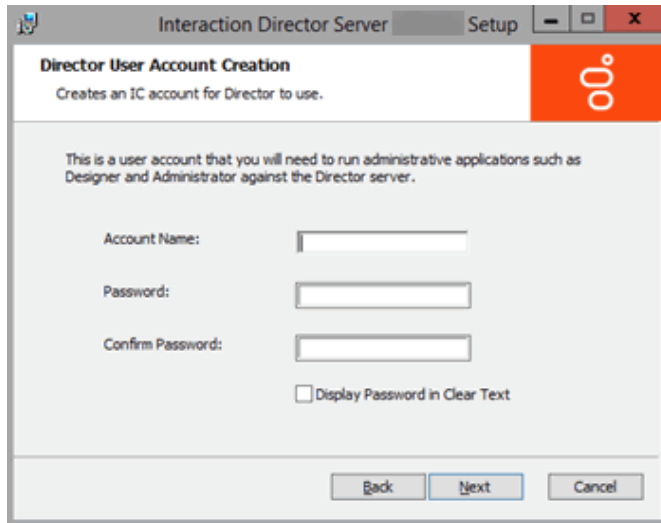 Interaction Director Server Setup
Director User Account Creation
Creates an IC account for Director to use.
This is a user account that you will need to run administrative applications such as
Designer and Administrator against the Director server.
Account Name:
Password:
Confirm Password:
Display Password in Clear Text
Back Next Cancel